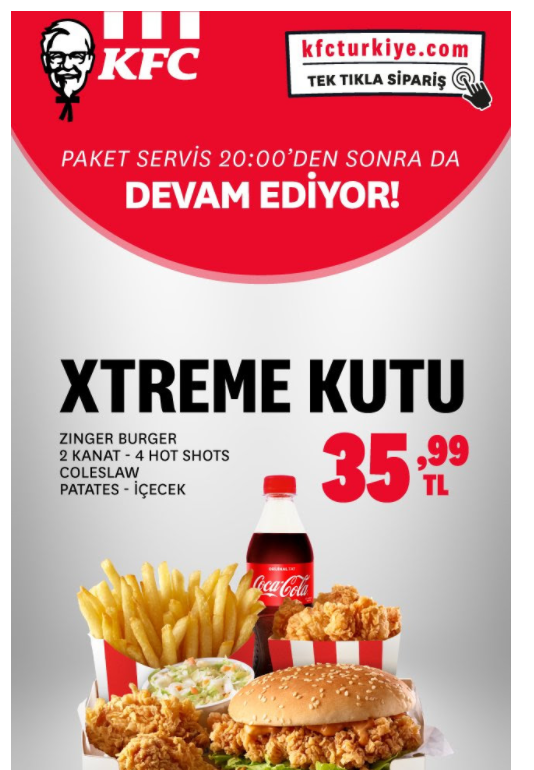 KFC
kfcturkiye.com
TEK TIKLA SİPARİŞ
PAKET SERVİS 20:00'DEN SONRA DA
DEVAM EDİYOR!
XTREME KUTU
ZINGER BURGER
2 KANAT - 4 HOT SHOTS
COLESLAW
PATATES - İÇECEK
35,99
TL
Coca-Cola